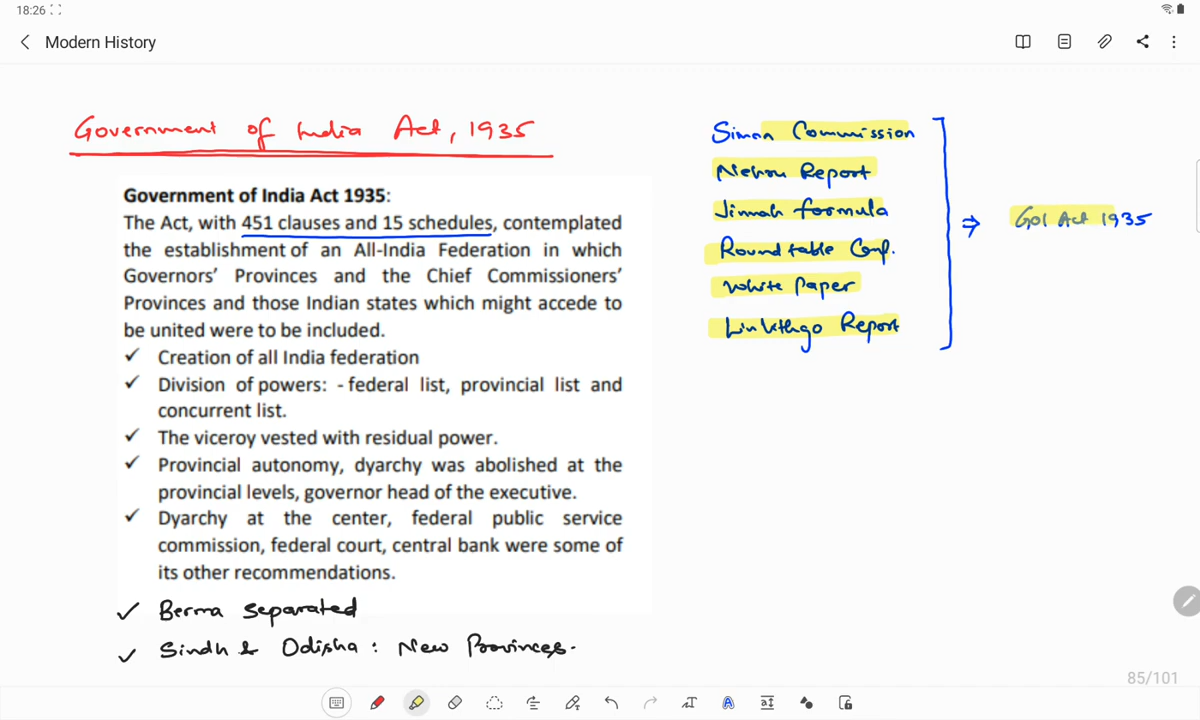 18:26
Modern History
Government of India Act, 1935
Government of India Act 1935:
The Act, with 451 clauses and 15 schedules, contemplated
the establishment of an All-India Federation in which
Governors' Provinces and the Chief Commissioners'
Provinces and those Indian states which might accede to
be united were to be included.
✓ Creation of all India federation
✓ Division of powers: - federal list, provincial list and
concurrent list.
✓ The viceroy vested with residual power.
✓ Provincial autonomy, dyarchy was abolished at the
provincial levels, governor head of the executive.
✓ Dyarchy at the center, federal public service
commission, federal court, central bank were some of
its other recommendations.
✓ Berma separated
✓ Sindh & Odisha : New Provinces.
Simon Commission
Nehru Report
Jinnah formula
Round table Conf.
White Paper
Linlithgo Report
⇒ GOI Act 1935
85/101